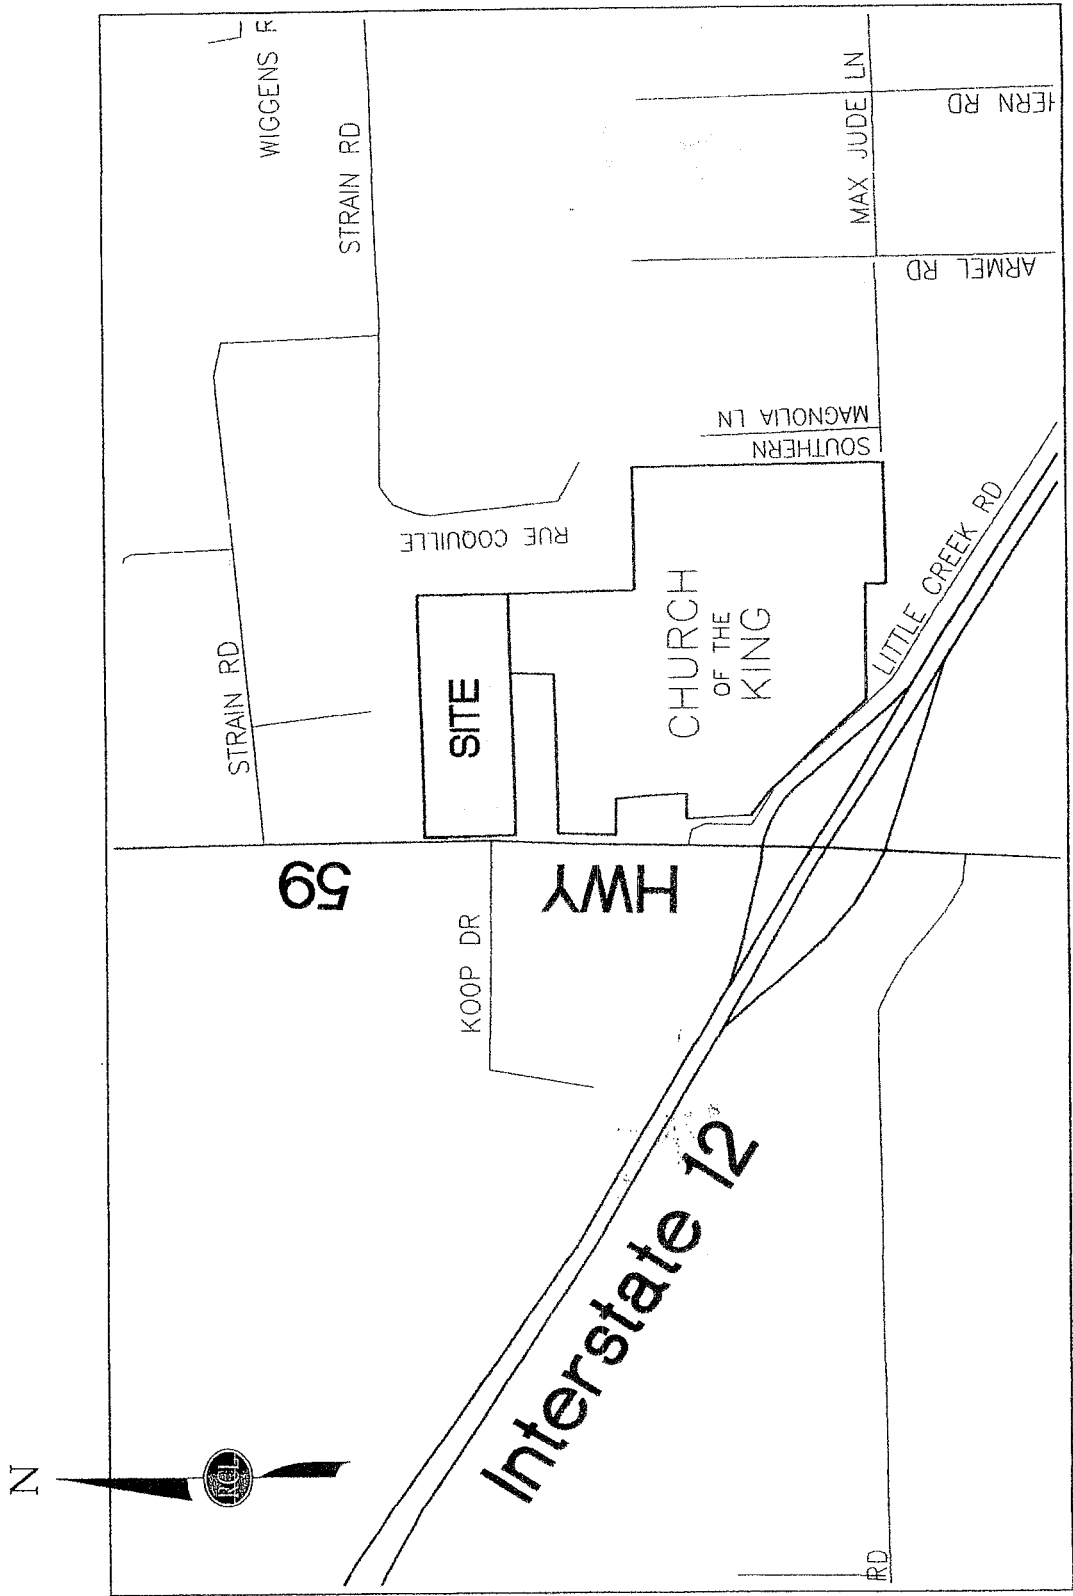 N
RCL
WIGGENS R
STRAIN RD
STRAIN RD
RUE COQUILLE
SITE
59
HWY
KOOP DR
CHURCH
OF THE
KING
SOUTHERN
MAGNOLIA LN
MAX JUDE LN
HERN RD
ARMEL RD
LITTLE CREEK RD
Interstate 12
RD